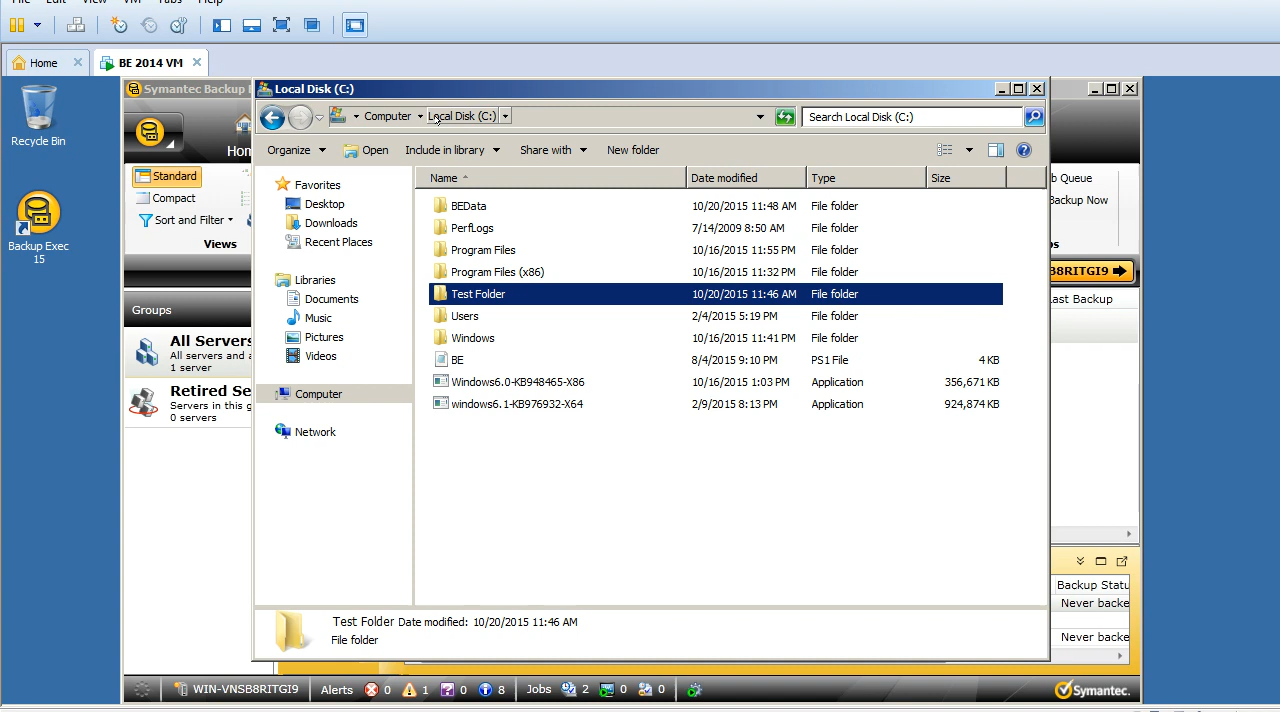 File Edit View VM Tabs Help
Home
BE 2014 VM
Recycle Bin
Backup Exec
15
Symantec Backup
Local Disk (C:)
Computer Local Disk (C:)
Search Local Disk (C:)
Organize Open Include in library Share with New folder
Standard
Compact
Sort and Filter
Views
Backup Now
8RITGI9
Last Backup
Groups
All Servers
All servers and a
1 server
Servers in this g
0 servers
Favorites
Desktop
Downloads
Recent Places
Libraries
Documents
Music
Pictures
Videos
Computer
Network
Name Date modified Type Size
BEData 10/20/2015 11:48 AM File folder
PerfLogs 7/14/2009 8:50 AM File folder
Program Files 10/16/2015 11:55 PM File folder
Program Files (x86) 10/16/2015 11:32 PM File folder
Test Folder 10/20/2015 11:46 AM File folder
Users 2/4/2015 5:19 PM File folder
Windows 10/16/2015 11:41 PM File folder
BE 8/4/2015 9:10 PM PS1 File 4 KB
Windows6.0-KB948465-X86 10/16/2015 1:03 PM Application 356,671 KB
windows6.1-KB976932-X64 2/9/2015 8:13 PM Application 924,874 KB
Test Folder Date modified: 10/20/2015 11:46 AM
File folder
Backup Statu
Never backe
Never backe
WIN-VNSB8RITGI9 Alerts 0 1 0 8 Jobs 2 0 0 Symantec.